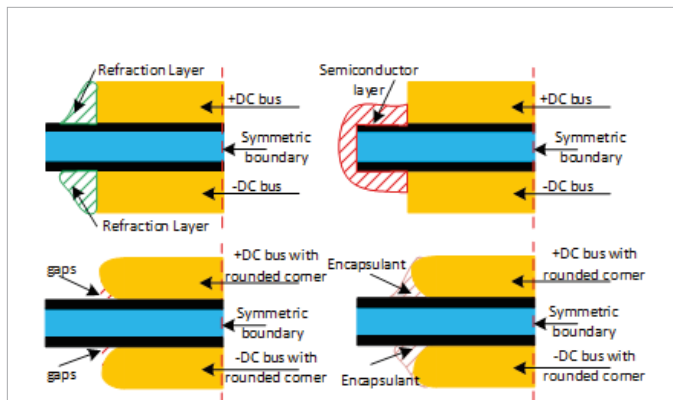 Refraction Layer
+DC bus
Symmetric
boundary
-DC bus
Refraction Layer
Semiconductor
layer
+DC bus
Symmetric
boundary
-DC bus
gaps
+DC bus with
rounded corner
Symmetric
boundary
gaps
-DC bus with
rounded corner
Encapsulant
+DC bus with
rounded corner
Symmetric
boundary
Encapsulant
-DC bus with
rounded corner